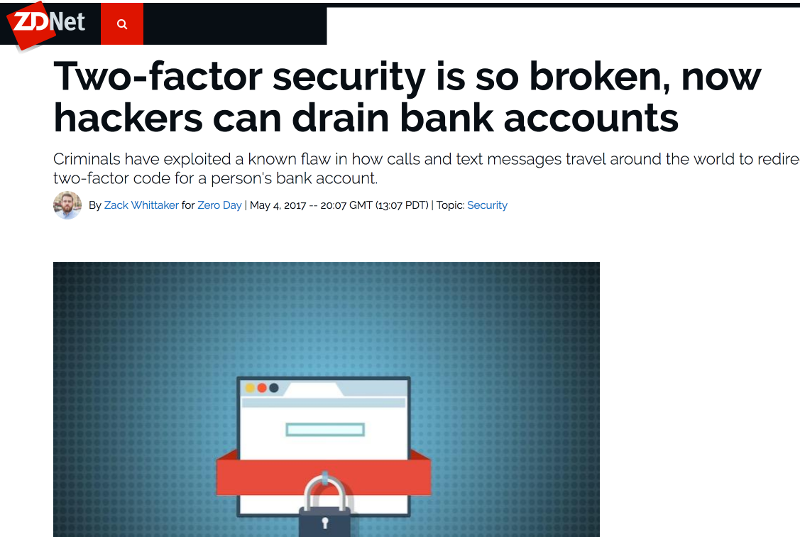 ZDNet
Two-factor security is so broken, now
hackers can drain bank accounts
Criminals have exploited a known flaw in how calls and text messages travel around the world to redire
two-factor code for a person's bank account.
By Zack Whittaker for Zero Day | May 4, 2017 -- 20:07 GMT (13:07 PDT) | Topic: Security